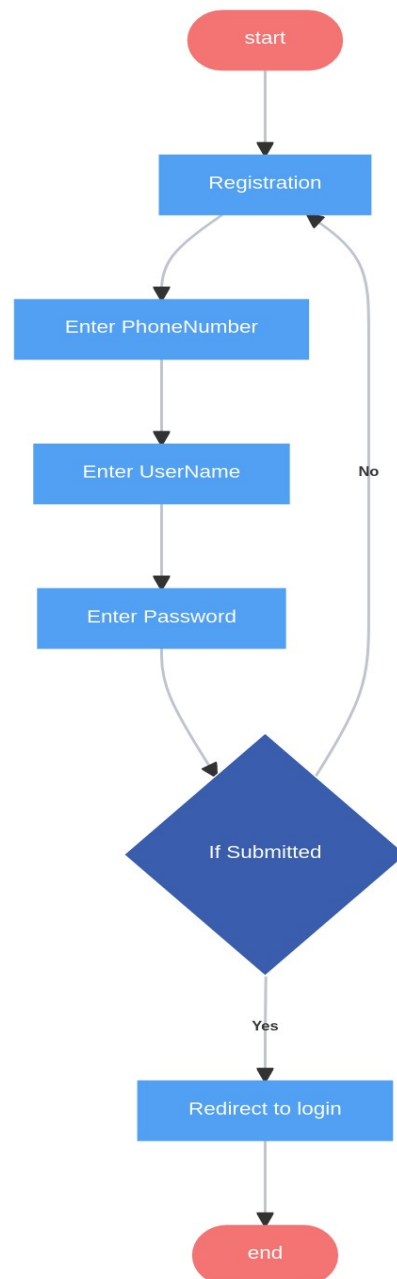 start
Registration
Enter PhoneNumber
Enter UserName
No
Enter Password
If Submitted
Yes
Redirect to login
end